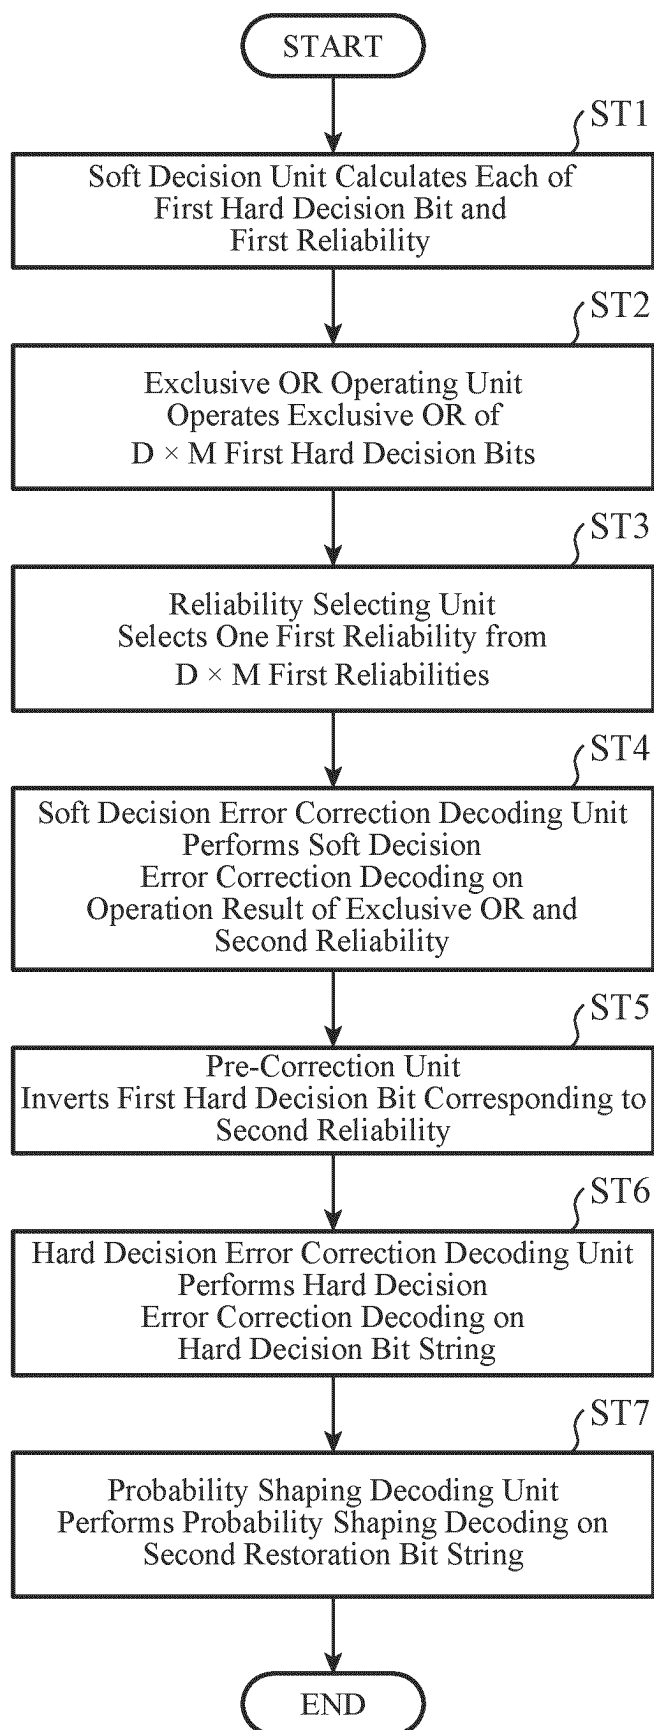 START
ST1
Soft Decision Unit Calculates Each of
First Hard Decision Bit and
First Reliability
ST2
Exclusive OR Operating Unit
Operates Exclusive OR of
D × M First Hard Decision Bits
ST3
Reliability Selecting Unit
Selects One First Reliability from
D × M First Reliabilities
ST4
Soft Decision Error Correction Decoding Unit
Performs Soft Decision
Error Correction Decoding on
Operation Result of Exclusive OR and
Second Reliability
ST5
Pre-Correction Unit
Inverts First Hard Decision Bit Corresponding to
Second Reliability
ST6
Hard Decision Error Correction Decoding Unit
Performs Hard Decision
Error Correction Decoding on
Hard Decision Bit String
ST7
Probability Shaping Decoding Unit
Performs Probability Shaping Decoding on
Second Restoration Bit String
END